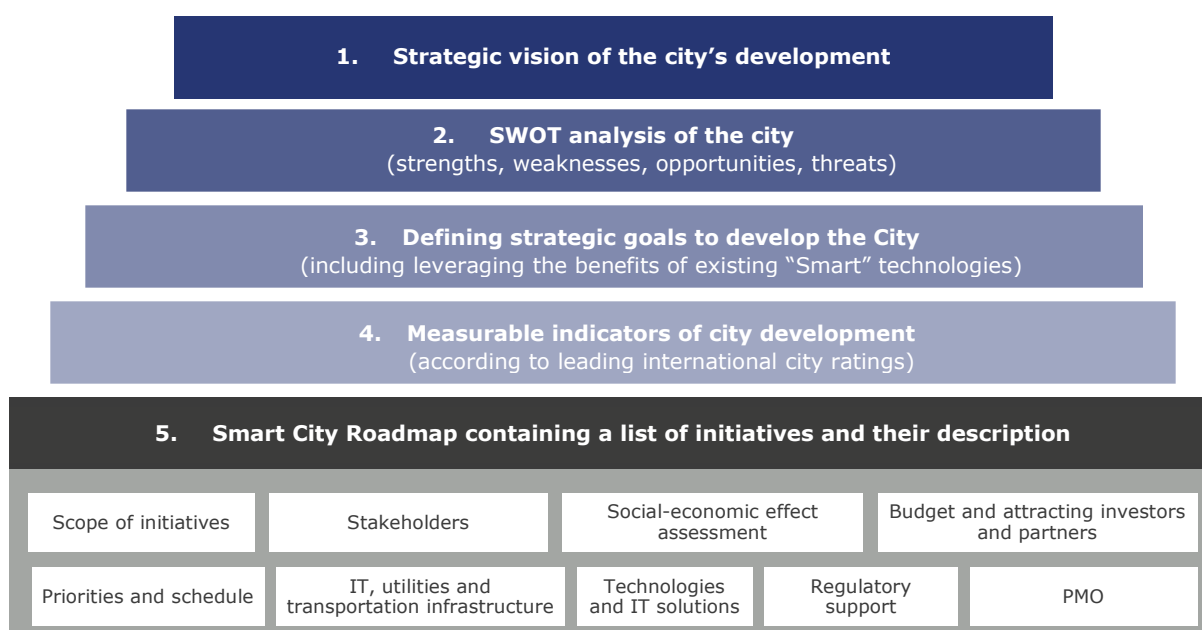 1. Strategic vision of the city’s development
2. SWOT analysis of the city
(strengths, weaknesses, opportunities, threats)
3. Defining strategic goals to develop the City
(including leveraging the benefits of existing “Smart” technologies)
4. Measurable indicators of city development
(according to leading international city ratings)
5. Smart City Roadmap containing a list of initiatives and their description
Scope of initiatives
Stakeholders
Social-economic effect
assessment
Budget and attracting investors
and partners
Priorities and schedule
IT, utilities and
transportation infrastructure
Technologies
and IT solutions
Regulatory
support
PMO